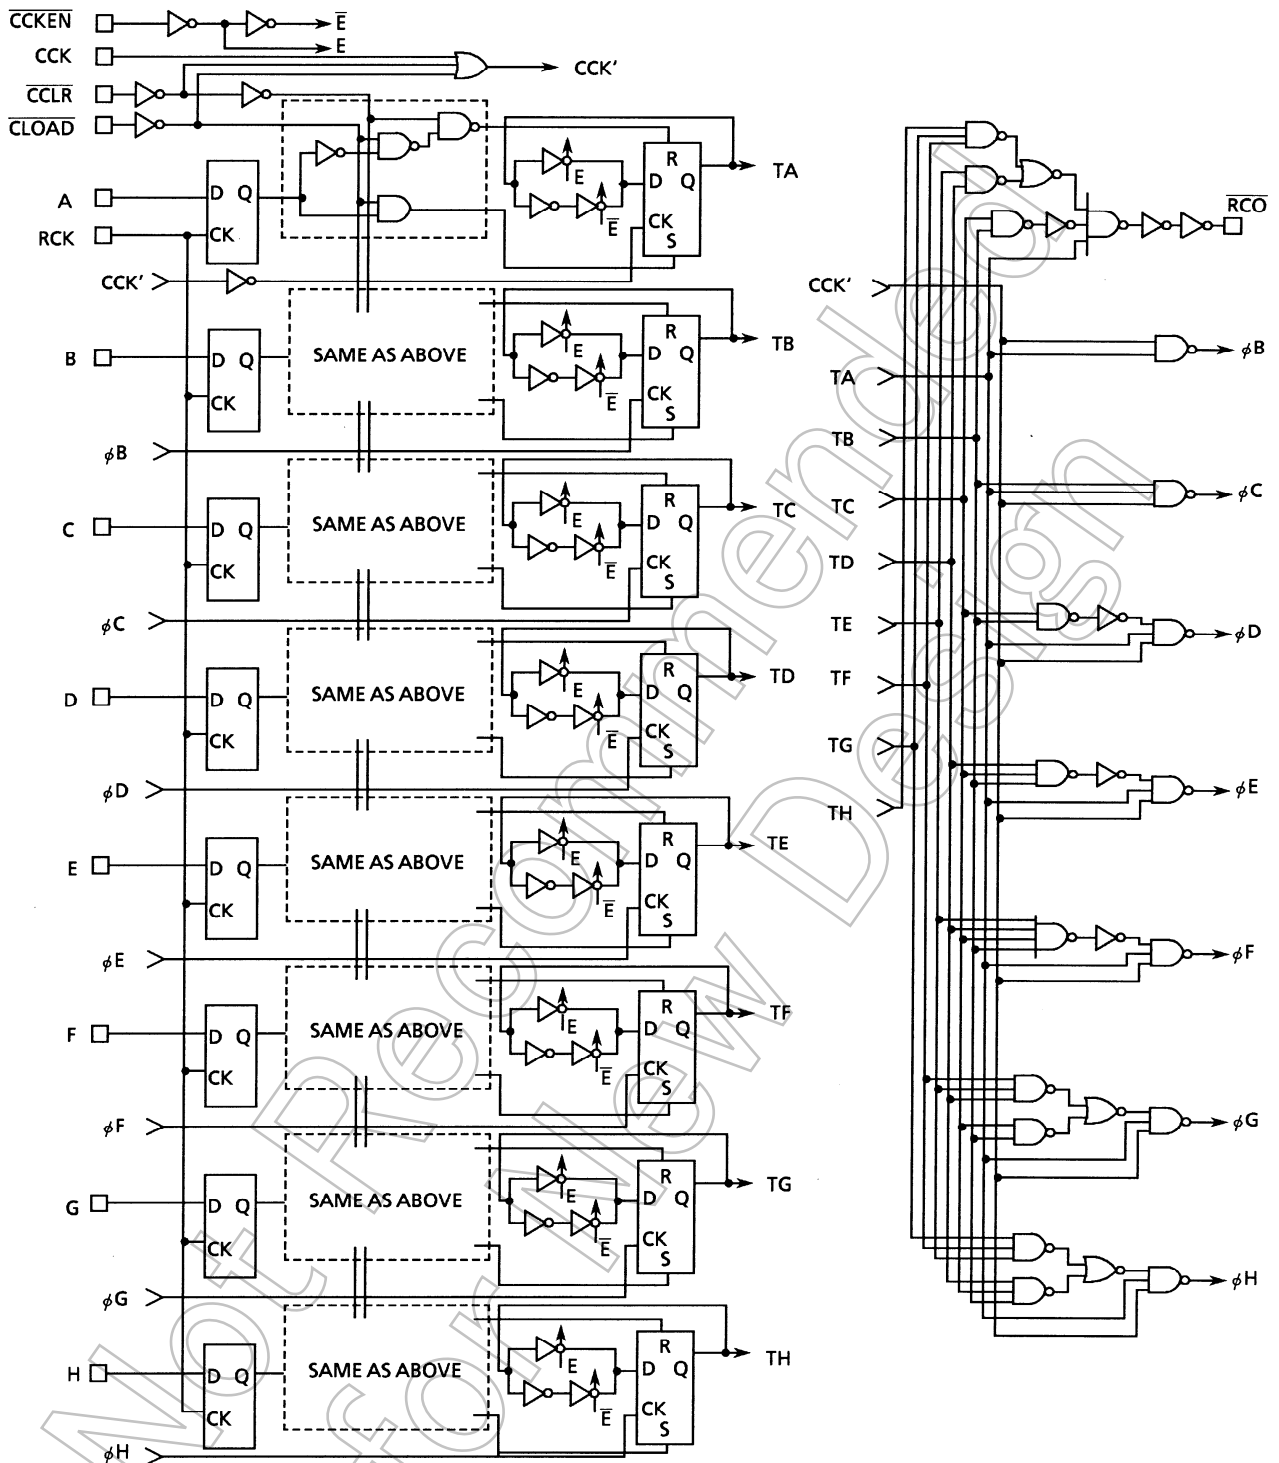 C̅C̅K̅E̅N̅ E̅
E
CCK CCK'
C̅C̅L̅R̅
C̅L̅O̅A̅D̅
A D Q CK E E̅ R D Q CK S TA
RCK
CCK'
B D Q CK SAME AS ABOVE E E̅ R D Q CK S TB
ϕB
C D Q CK SAME AS ABOVE E E̅ R D Q CK S TC
ϕC
D D Q CK SAME AS ABOVE E E̅ R D Q CK S TD
ϕD
E D Q CK SAME AS ABOVE E E̅ R D Q CK S TE
ϕE
F D Q CK SAME AS ABOVE E E̅ R D Q CK S TF
ϕF
G D Q CK SAME AS ABOVE E E̅ R D Q CK S TG
ϕG
H D Q CK SAME AS ABOVE E E̅ R D Q CK S TH
ϕH
R̅C̅O̅
CCK'
ϕB
TA
TB
TC ϕC
TD
TE ϕD
TF
TG
TH ϕE
ϕF
ϕG
ϕH
Not Recommended
for New Design